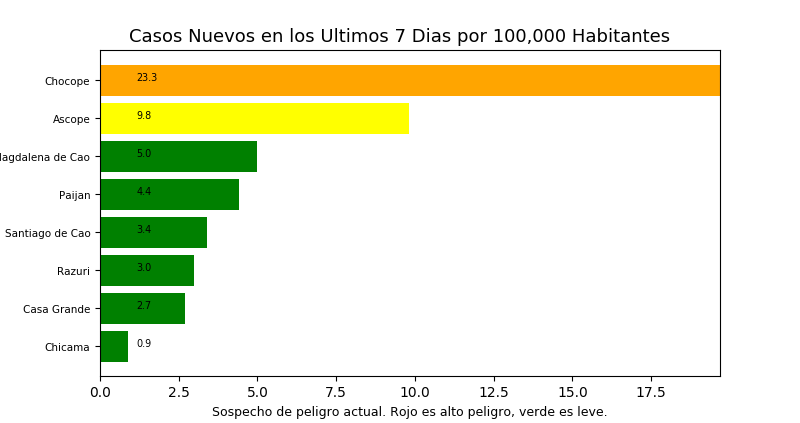 Casos Nuevos en los Ultimos 7 Dias por 100,000 Habitantes
Chocope 23.3
Ascope 9.8
agdalena de Cao 5.0
Paijan 4.4
Santiago de Cao 3.4
Razuri 3.0
Casa Grande 2.7
Chicama 0.9
0.0 2.5 5.0 7.5 10.0 12.5 15.0 17.5
Sospecho de peligro actual. Rojo es alto peligro, verde es leve.